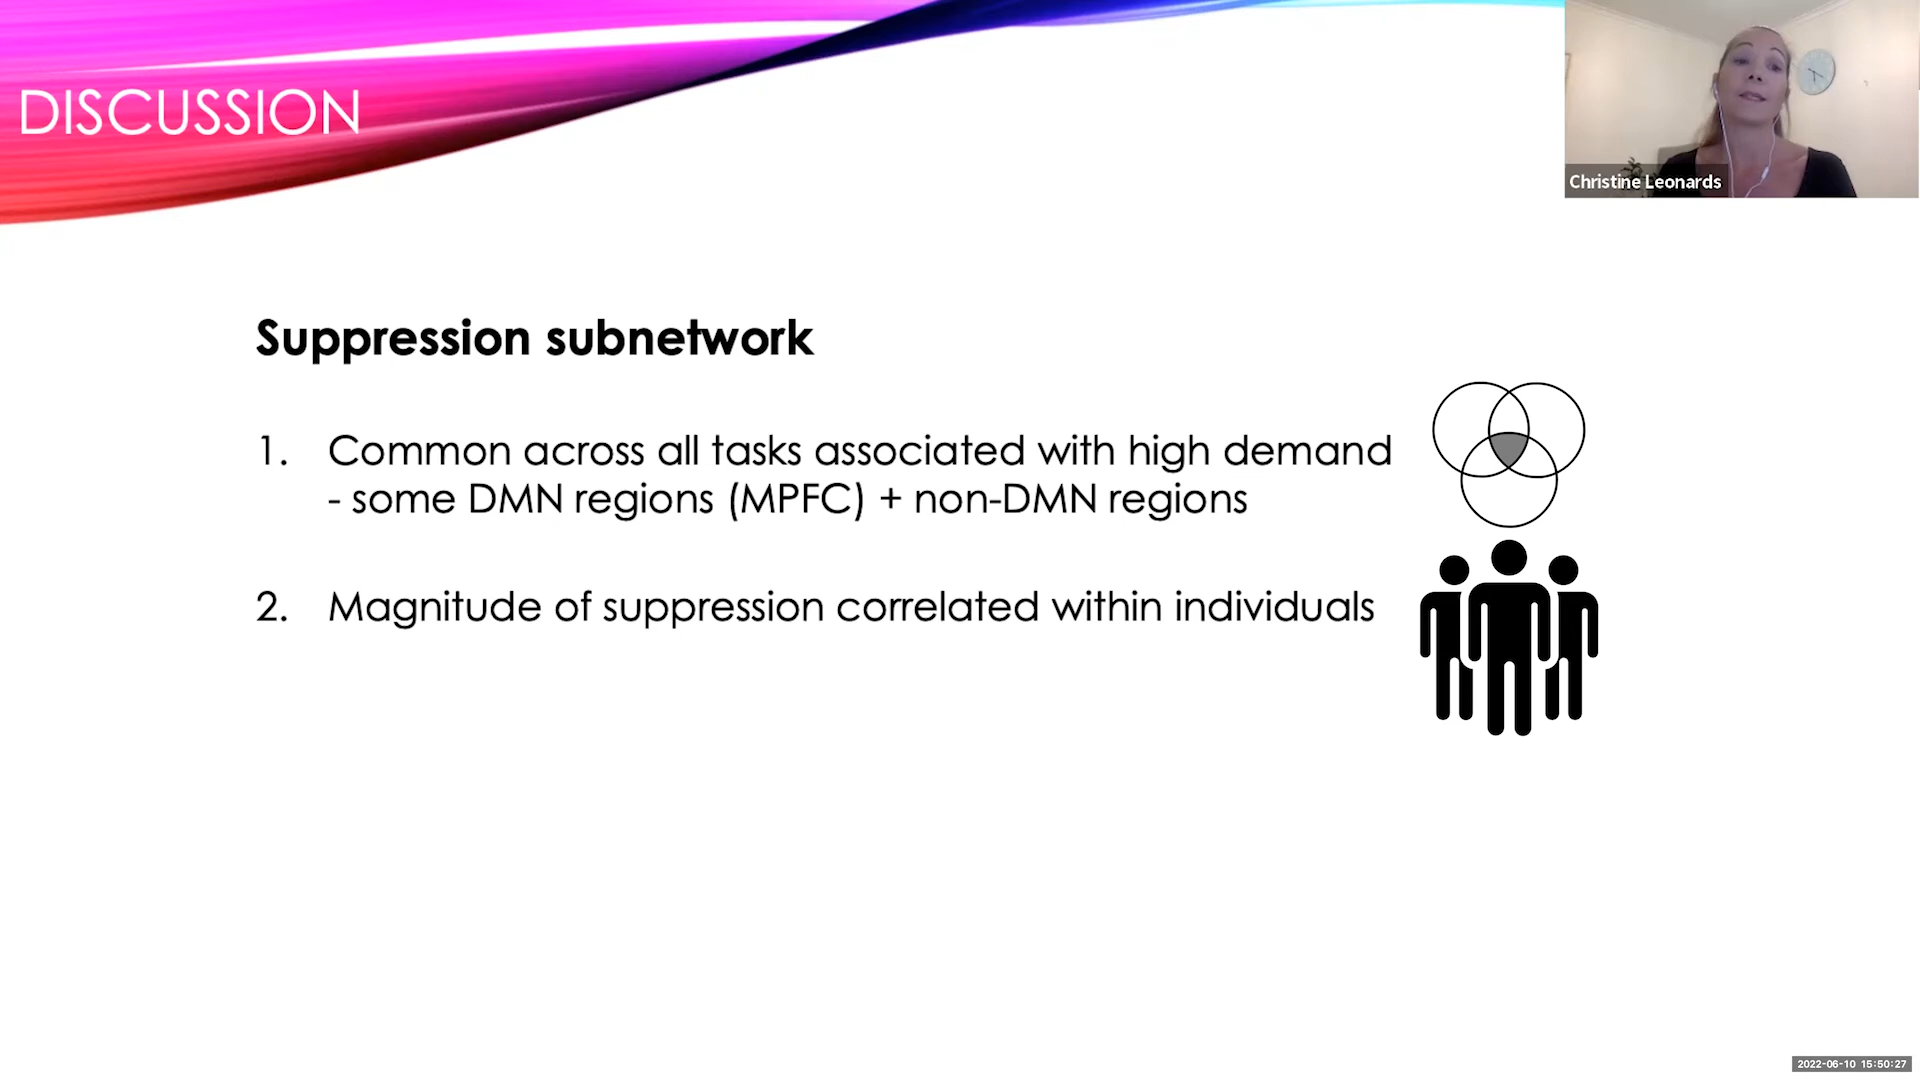 DISCUSSION
Christine Leonards
Suppression subnetwork
1. Common across all tasks associated with high demand
- some DMN regions (MPFC) + non-DMN regions
2. Magnitude of suppression correlated within individuals
2022-06-10 15:50:27